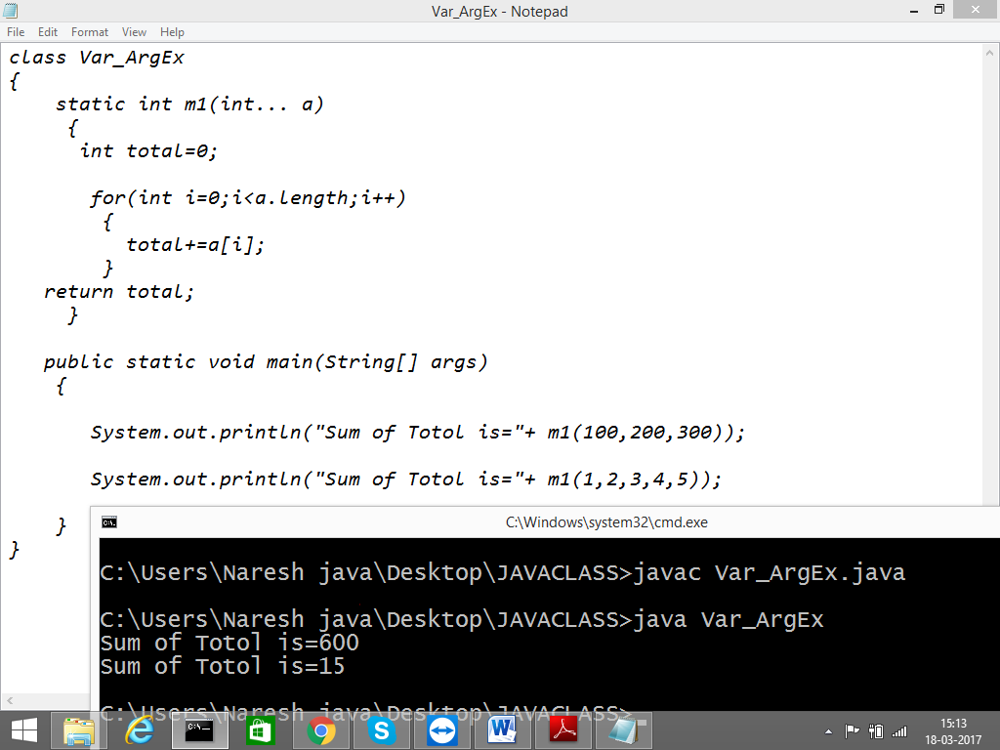 Var_ArgEx - Notepad
File Edit Format View Help
class Var_ArgEx
{
static int m1(int... a)
{
int total=0;
for(int i=0;i<a.length;i++)
{
total+=a[i];
}
return total;
}
public static void main(String[] args)
{
System.out.println("Sum of Totol is="+ m1(100,200,300));
System.out.println("Sum of Totol is="+ m1(1,2,3,4,5));
}
}
C:\Windows\system32\cmd.exe
C:\Users\Naresh java\Desktop\JAVACLASS>javac Var_ArgEx.java
C:\Users\Naresh java\Desktop\JAVACLASS>java Var_ArgEx
Sum of Totol is=600
Sum of Totol is=15
C:\Users\Naresh java\Desktop\JAVACLASS>
15:13
18-03-2017